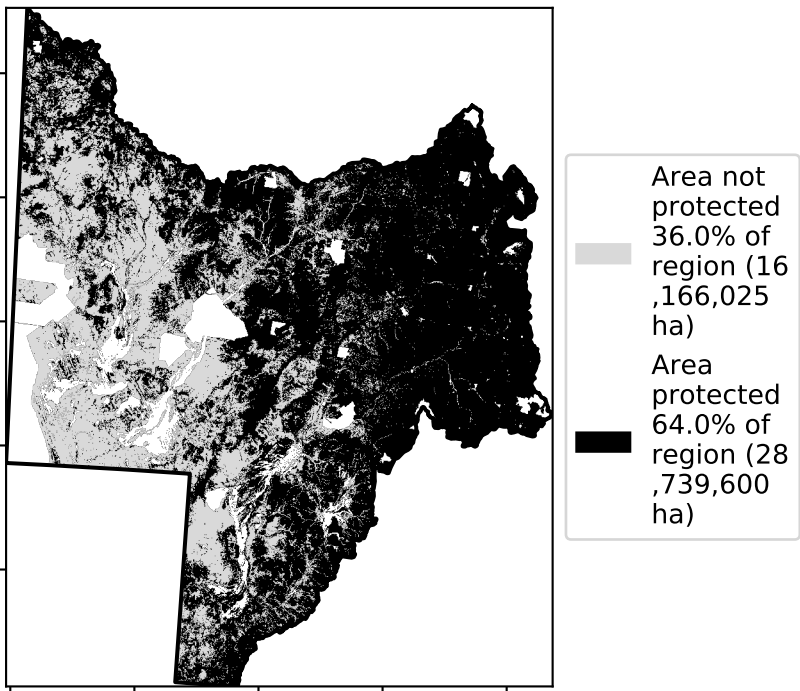 Area not
protected
36.0% of
region (16
,166,025
ha)
Area
protected
64.0% of
region (28
,739,600
ha)